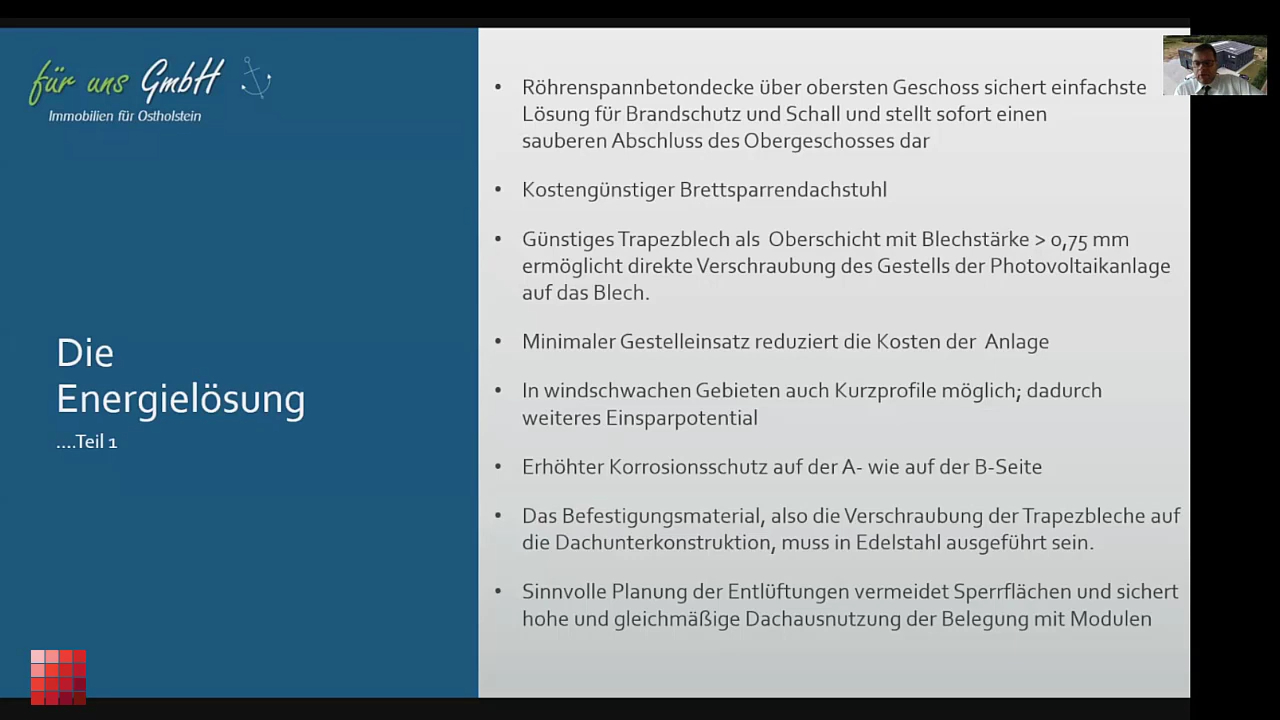 für uns GmbH
Immobilien für Ostholstein
Die
Energielösung
....Teil 1
• Röhrenspannbetondecke über obersten Geschoss sichert einfachste
Lösung für Brandschutz und Schall und stellt sofort einen
sauberen Abschluss des Obergeschosses dar
• Kostengünstiger Brettsparrendachstuhl
• Günstiges Trapezblech als Oberschicht mit Blechstärke > 0,75 mm
ermöglicht direkte Verschraubung des Gestells der Photovoltaikanlage
auf das Blech.
• Minimaler Gestelleinsatz reduziert die Kosten der Anlage
• In windschwachen Gebieten auch Kurzprofile möglich; dadurch
weiteres Einsparpotential
• Erhöhter Korrosionsschutz auf der A- wie auf der B-Seite
• Das Befestigungsmaterial, also die Verschraubung der Trapezbleche auf
die Dachunterkonstruktion, muss in Edelstahl ausgeführt sein.
• Sinnvolle Planung der Entlüftungen vermeidet Sperrflächen und sichert
hohe und gleichmäßige Dachausnutzung der Belegung mit Modulen